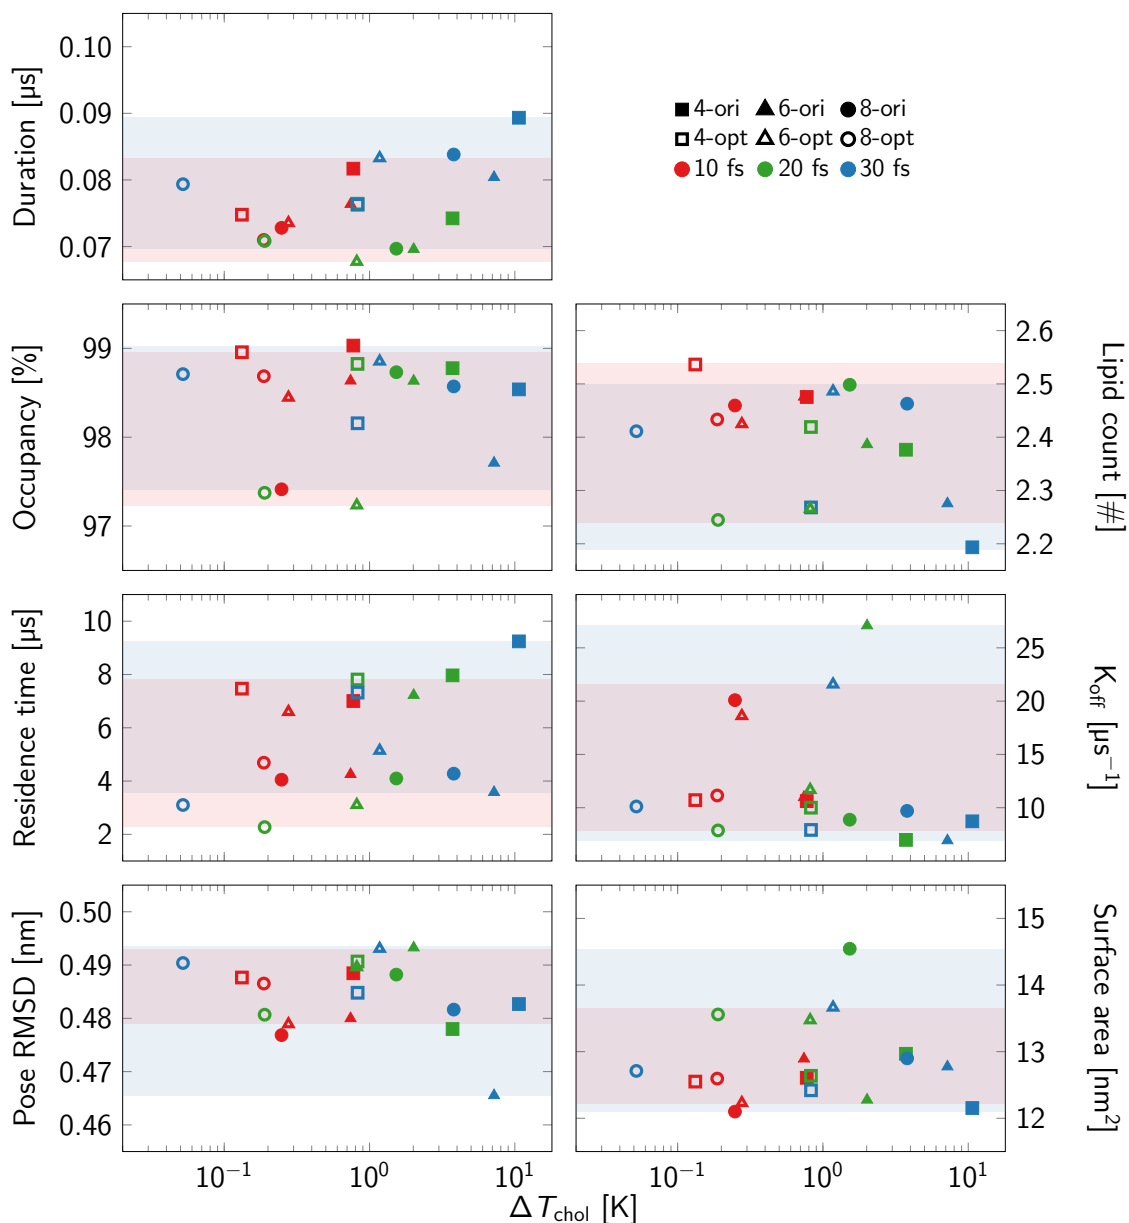 Duration [µs]
0.10
0.09
0.08
0.07
4-ori 6-ori 8-ori
4-opt 6-opt 8-opt
10 fs 20 fs 30 fs
Occupancy [%]
99
98
97
Lipid count [#]
2.6
2.5
2.4
2.3
2.2
Residence time [µs]
10
8
6
4
2
K_off [µs⁻¹]
25
20
15
10
Pose RMSD [nm]
0.50
0.49
0.48
0.47
0.46
Surface area [nm²]
15
14
13
12
10⁻¹ 10⁰ 10¹ 10⁻¹ 10⁰ 10¹
ΔT_chol [K]